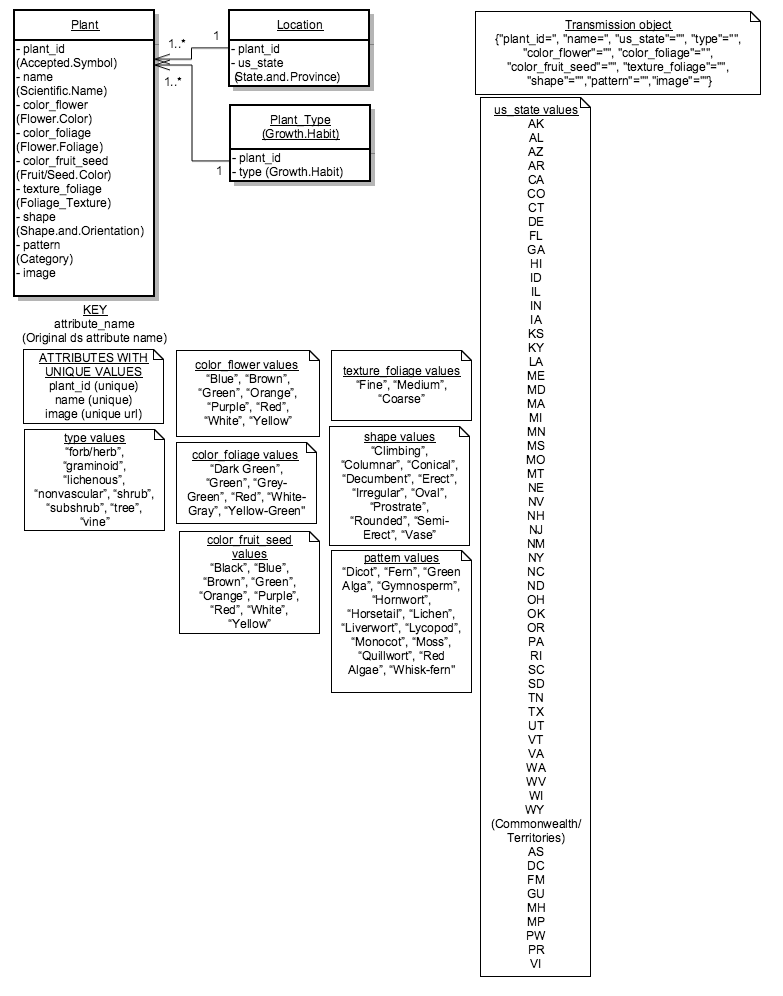 Plant
- plant_id
(Accepted.Symbol)
- name
(Scientific.Name)
- color_flower
(Flower.Color)
- color_foliage
(Flower.Foliage)
- color_fruit_seed
(Fruit/Seed.Color)
- texture_foliage
(Foliage_Texture)
- shape
(Shape.and.Orientation)
- pattern
(Category)
- image
1..*
1
1..*
1
Location
- plant_id
- us_state
(State.and.Province)
Plant_Type
(Growth.Habit)
- plant_id
- type (Growth.Habit)
Transmission object
{"plant_id=", "name=", "us_state"="", "type"="",
"color_flower"="", "color_foliage"="",
"color_fruit_seed"="", "texture_foliage"="",
"shape"="","pattern"="","image"=""}
KEY
attribute_name
(Original ds attribute name)
ATTRIBUTES WITH
UNIQUE VALUES
plant_id (unique)
name (unique)
image (unique url)
type values
“forb/herb”,
“graminoid”,
“lichenous”,
“nonvascular”, “shrub”,
“subshrub”, “tree”,
“vine”
color_flower values
“Blue”, “Brown”,
“Green”, “Orange”,
“Purple”, “Red”,
“White”, “Yellow”
color_foliage values
“Dark Green”,
“Green”, “Grey-
Green”, “Red”, “White-
Gray”, “Yellow-Green”
color_fruit_seed
values
“Black”, “Blue”,
“Brown”, “Green”,
“Orange”, “Purple”,
“Red”, “White”,
“Yellow”
texture_foliage values
“Fine”, “Medium”,
“Coarse”
shape values
“Climbing”,
“Columnar”, “Conical”,
“Decumbent”, “Erect”,
“Irregular”, “Oval”,
“Prostrate”,
“Rounded”, “Semi-
Erect”, “Vase”
pattern values
“Dicot”, “Fern”, “Green
Alga”, “Gymnosperm”,
“Hornwort”,
“Horsetail”, “Lichen”,
“Liverwort”, “Lycopod”,
“Monocot”, “Moss”,
“Quillwort”, “Red
Algae”, “Whisk-fern"
us_state values
AK
AL
AZ
AR
CA
CO
CT
DE
FL
GA
HI
ID
IL
IN
IA
KS
KY
LA
ME
MD
MA
MI
MN
MS
MO
MT
NE
NV
NH
NJ
NM
NY
NC
ND
OH
OK
OR
PA
RI
SC
SD
TN
TX
UT
VT
VA
WA
WV
WI
WY
(Commonwealth/
Territories)
AS
DC
FM
GU
MH
MP
PW
PR
VI